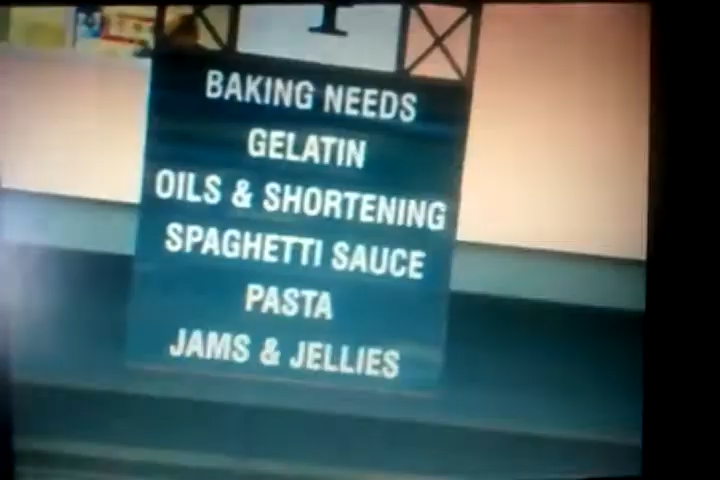 BAKING NEEDS
GELATIN
OILS & SHORTENING
SPAGHETTI SAUCE
PASTA
JAMS & JELLIES